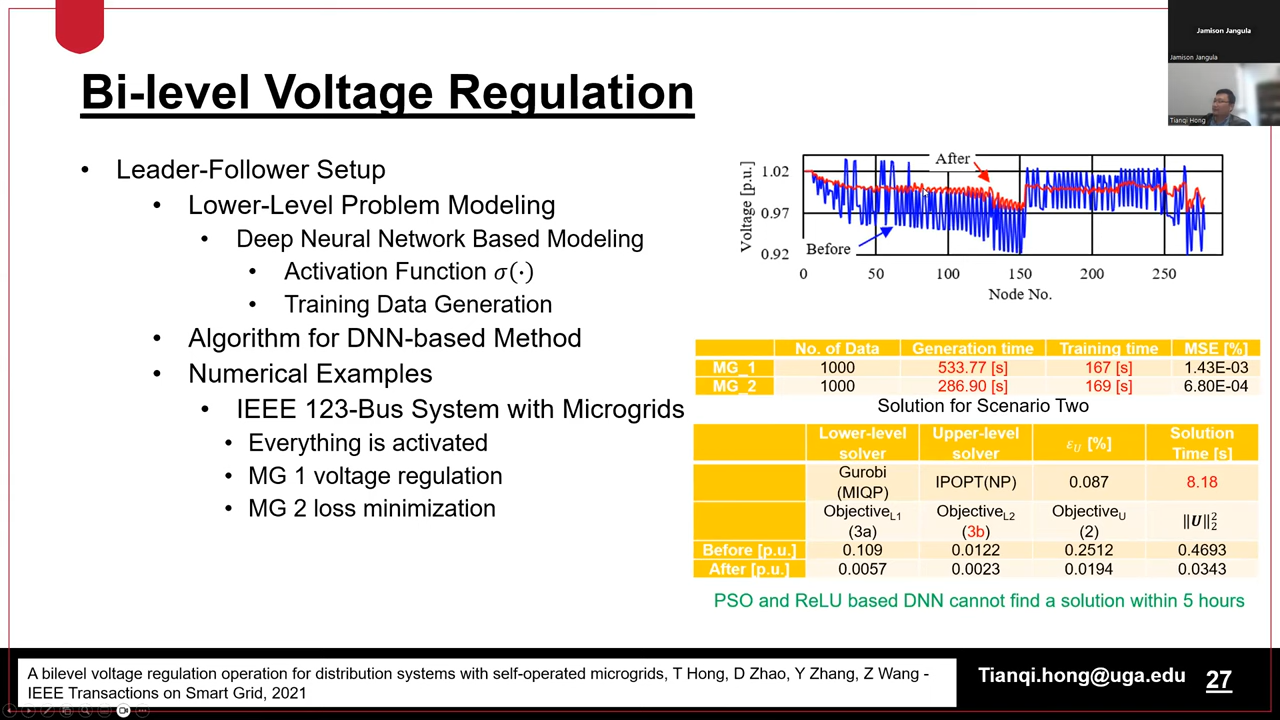 Jamison Jangula
Jamison Jangula
Tianqi Hong
Bi-level Voltage Regulation
• Leader-Follower Setup
• Lower-Level Problem Modeling
• Deep Neural Network Based Modeling
• Activation Function 𝜎(·)
• Training Data Generation
• Algorithm for DNN-based Method
• Numerical Examples
• IEEE 123-Bus System with Microgrids
• Everything is activated
• MG 1 voltage regulation
• MG 2 loss minimization
Voltage [p.u.]
1.02
0.97
0.92
After
Before
0 50 100 150 200 250
Node No.
No. of Data Generation time Training time MSE [%]
MG_1 1000 533.77 [s] 167 [s] 1.43E-03
MG_2 1000 286.90 [s] 169 [s] 6.80E-04
Solution for Scenario Two
Lower-level solver Upper-level solver 𝜀U [%] Solution Time [s]
Gurobi (MIQP) IPOPT(NP) 0.087 8.18
ObjectiveL1 (3a) ObjectiveL2 (3b) ObjectiveU (2) ‖U‖²₂
Before [p.u.] 0.109 0.0122 0.2512 0.4693
After [p.u.] 0.0057 0.0023 0.0194 0.0343
PSO and ReLU based DNN cannot find a solution within 5 hours
A bilevel voltage regulation operation for distribution systems with self-operated microgrids, T Hong, D Zhao, Y Zhang, Z Wang -
IEEE Transactions on Smart Grid, 2021
Tianqi.hong@uga.edu 27